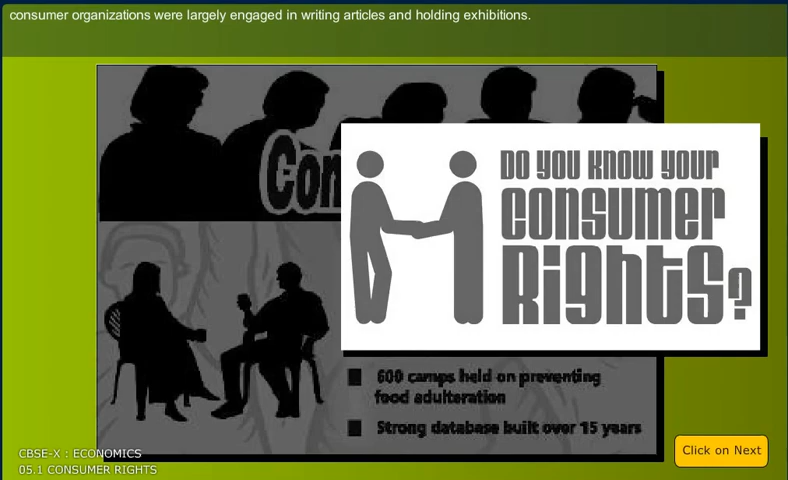 consumer organizations were largely engaged in writing articles and holding exhibitions.
Con
DO YOU KNOW YOUR
CONSUMER
RIGHTS?
600 camps held on preventing
food adulteration
Strong database built over 15 years
CBSE-X : ECONOMICS
05.1 CONSUMER RIGHTS
Click on Next